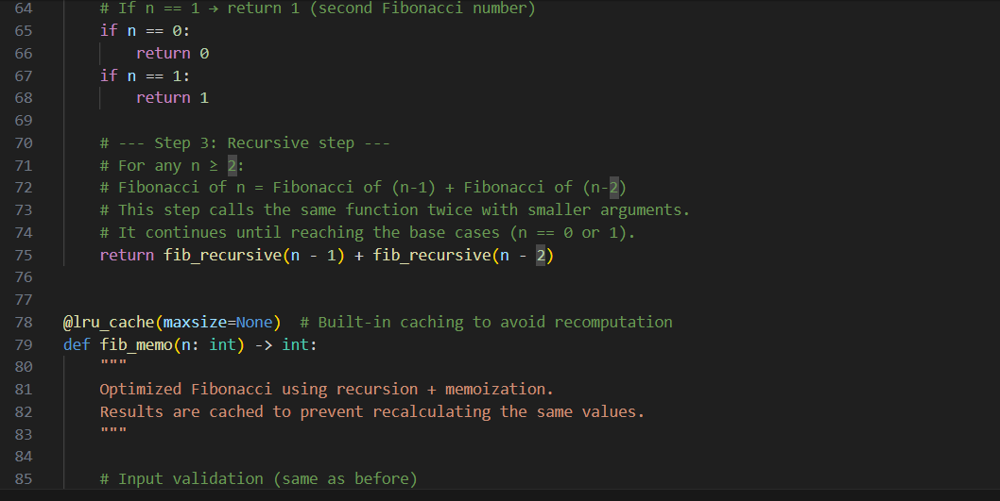 64 # If n == 1 → return 1 (second Fibonacci number)
65 if n == 0:
66 return 0
67 if n == 1:
68 return 1
69
70 # --- Step 3: Recursive step ---
71 # For any n ≥ 2:
72 # Fibonacci of n = Fibonacci of (n-1) + Fibonacci of (n-2)
73 # This step calls the same function twice with smaller arguments.
74 # It continues until reaching the base cases (n == 0 or 1).
75 return fib_recursive(n - 1) + fib_recursive(n - 2)
76
77
78 @lru_cache(maxsize=None)  # Built-in caching to avoid recomputation
79 def fib_memo(n: int) -> int:
80 """
81 Optimized Fibonacci using recursion + memoization.
82 Results are cached to prevent recalculating the same values.
83 """
84
85 # Input validation (same as before)